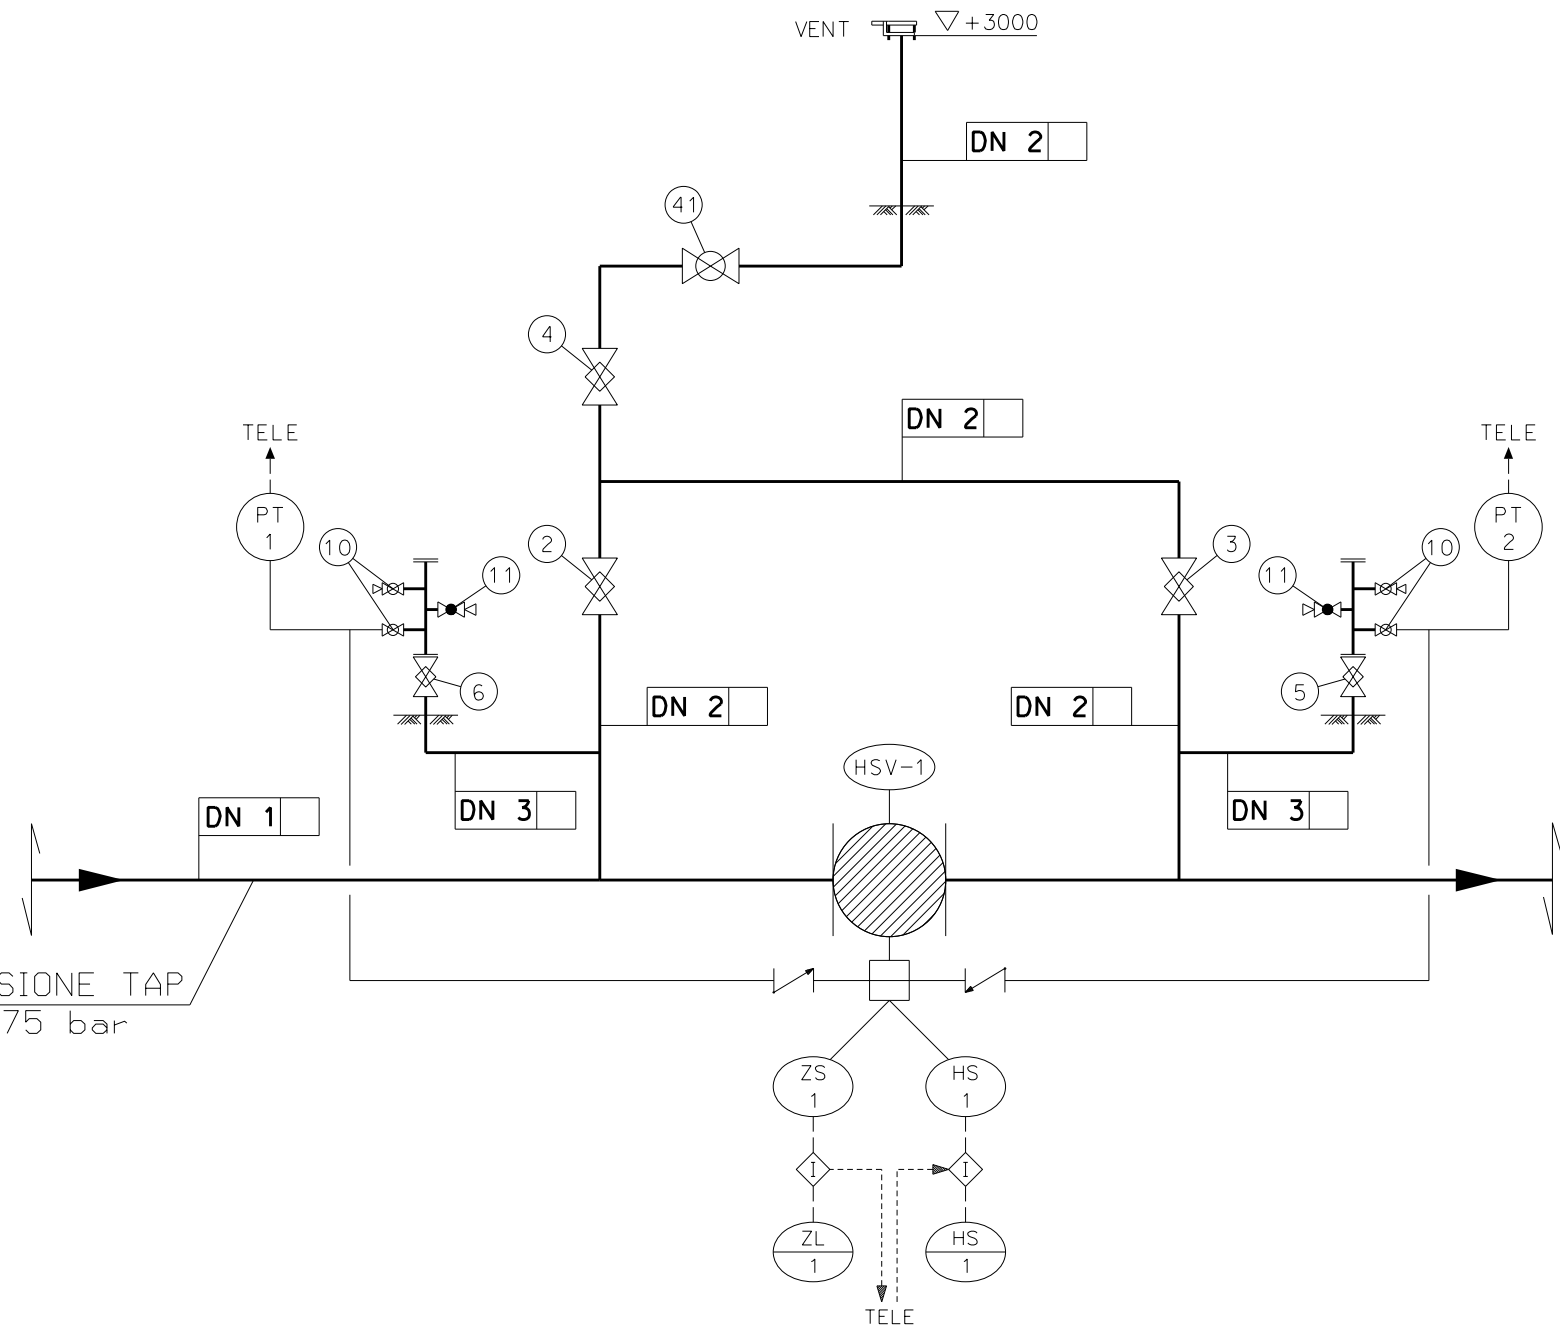 VENT
+3000
DN 2
41
4
DN 2
TELE
TELE
PT
1
10
11
2
3
11
10
PT
2
6
5
DN 2
DN 2
HSV-1
DN 1
DN 3
DN 3
SIONE TAP
75 bar
ZS
1
HS
1
I
I
ZL
1
HS
1
TELE